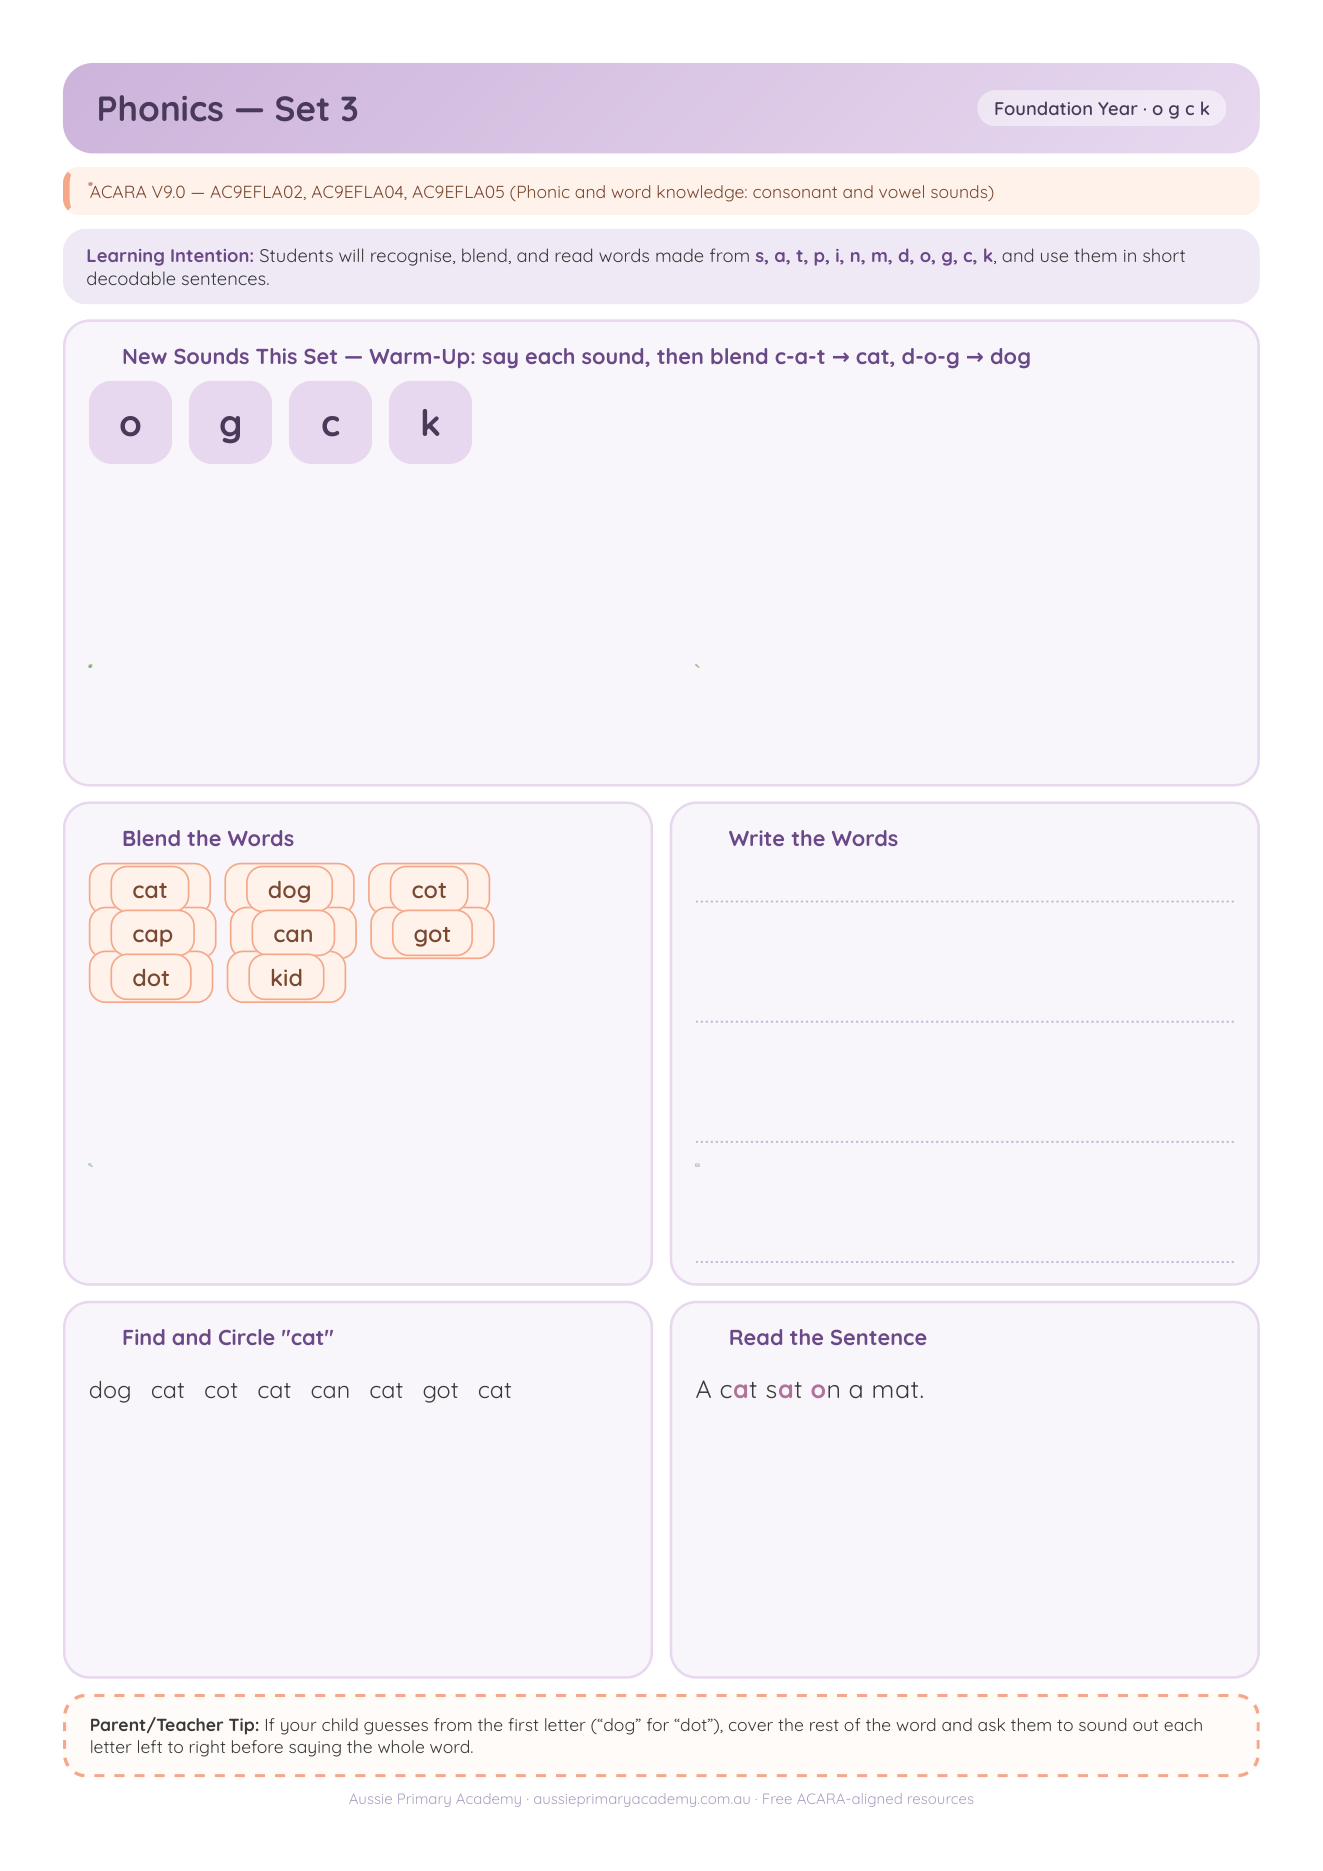 Phonics — Set 3
Foundation Year · o g c k
ACARA V9.0 — AC9EFLA02, AC9EFLA04, AC9EFLA05 (Phonic and word knowledge: consonant and vowel sounds)
Learning Intention: Students will recognise, blend, and read words made from s, a, t, p, i, n, m, d, o, g, c, k, and use them in short
decodable sentences.
New Sounds This Set — Warm-Up: say each sound, then blend c-a-t → cat, d-o-g → dog
o g c k
Blend the Words
cat dog cot
cap can got
dot kid
Write the Words
Find and Circle "cat"
dog cat cot cat can cat got cat
Read the Sentence
A cat sat on a mat.
Parent/Teacher Tip: If your child guesses from the first letter (“dog” for “dot”), cover the rest of the word and ask them to sound out each
letter left to right before saying the whole word.
Aussie Primary Academy · aussieprimaryacademy.com.au · Free ACARA-aligned resources